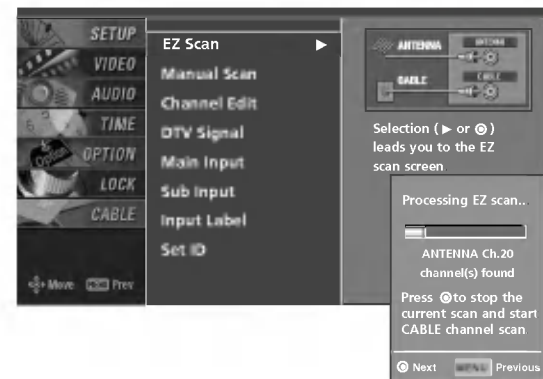 SETUP
VIDEO
AUDIO
TIME
OPTION
LOCK
CABLE
Move MENU Prev
EZ Scan ▶
Manual Scan
Channel Edit
DTV Signal
Main Input
Sub Input
Input Label
Set ID
ANTENNA ANTENNA
CABLE CABLE
Selection ( ▶ or ◉ )
leads you to the EZ
scan screen
Processing EZ scan...
ANTENNA Ch.20
channel(s) found
Press ◉to stop the
current scan and start
CABLE channel scan
◉ Next MENU Previous